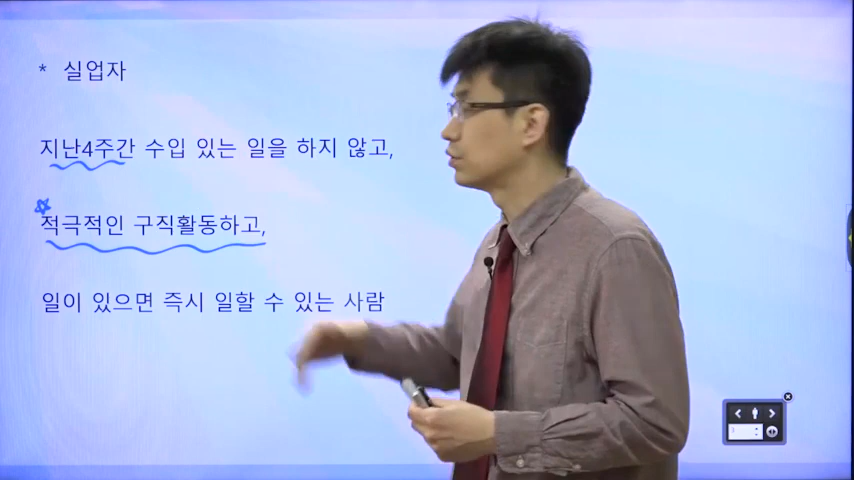 * 실업자
지난4주간 수입 있는 일을 하지 않고,
적극적인 구직활동하고,
일이 있으면 즉시 일할 수 있는 사람